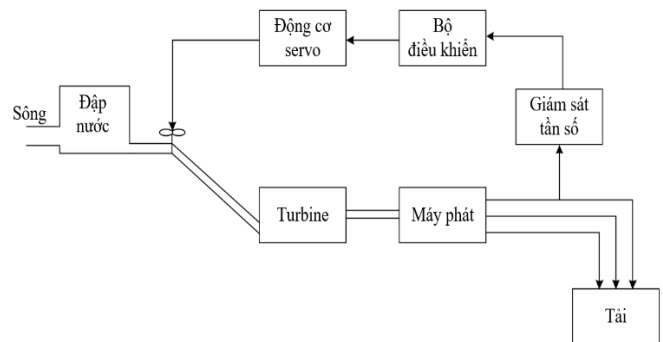 Động cơ
servo
Bộ
điều khiển
Sông
Đập
nước
Giám sát
tần số
Turbine
Máy phát
Tải